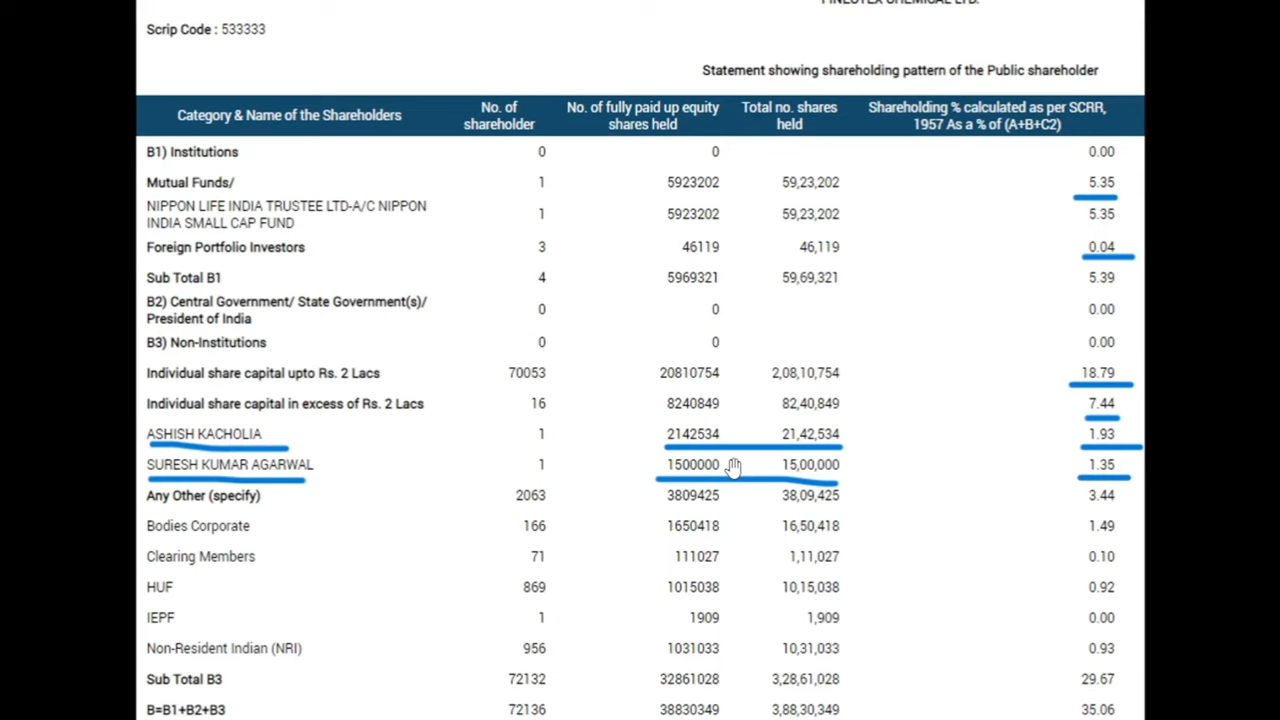 FINEOTEX CHEMICAL LTD.
Scrip Code : 533333
Statement showing shareholding pattern of the Public shareholder
Category & Name of the Shareholders No. of shareholder No. of fully paid up equity shares held Total no. shares held Shareholding % calculated as per SCRR, 1957 As a % of (A+B+C2)
B1) Institutions 0 0 0.00
Mutual Funds/ 1 5923202 59,23,202 5.35
NIPPON LIFE INDIA TRUSTEE LTD-A/C NIPPON INDIA SMALL CAP FUND 1 5923202 59,23,202 5.35
Foreign Portfolio Investors 3 46119 46,119 0.04
Sub Total B1 4 5969321 59,69,321 5.39
B2) Central Government/ State Government(s)/ President of India 0 0 0.00
B3) Non-Institutions 0 0 0.00
Individual share capital upto Rs. 2 Lacs 70053 20810754 2,08,10,754 18.79
Individual share capital in excess of Rs. 2 Lacs 16 8240849 82,40,849 7.44
ASHISH KACHOLIA 1 2142534 21,42,534 1.93
SURESH KUMAR AGARWAL 1 1500000 15,00,000 1.35
Any Other (specify) 2063 3809425 38,09,425 3.44
Bodies Corporate 166 1650418 16,50,418 1.49
Clearing Members 71 111027 1,11,027 0.10
HUF 869 1015038 10,15,038 0.92
IEPF 1 1909 1,909 0.00
Non-Resident Indian (NRI) 956 1031033 10,31,033 0.93
Sub Total B3 72132 32861028 3,28,61,028 29.67
B=B1+B2+B3 72136 38830349 3,88,30,349 35.06